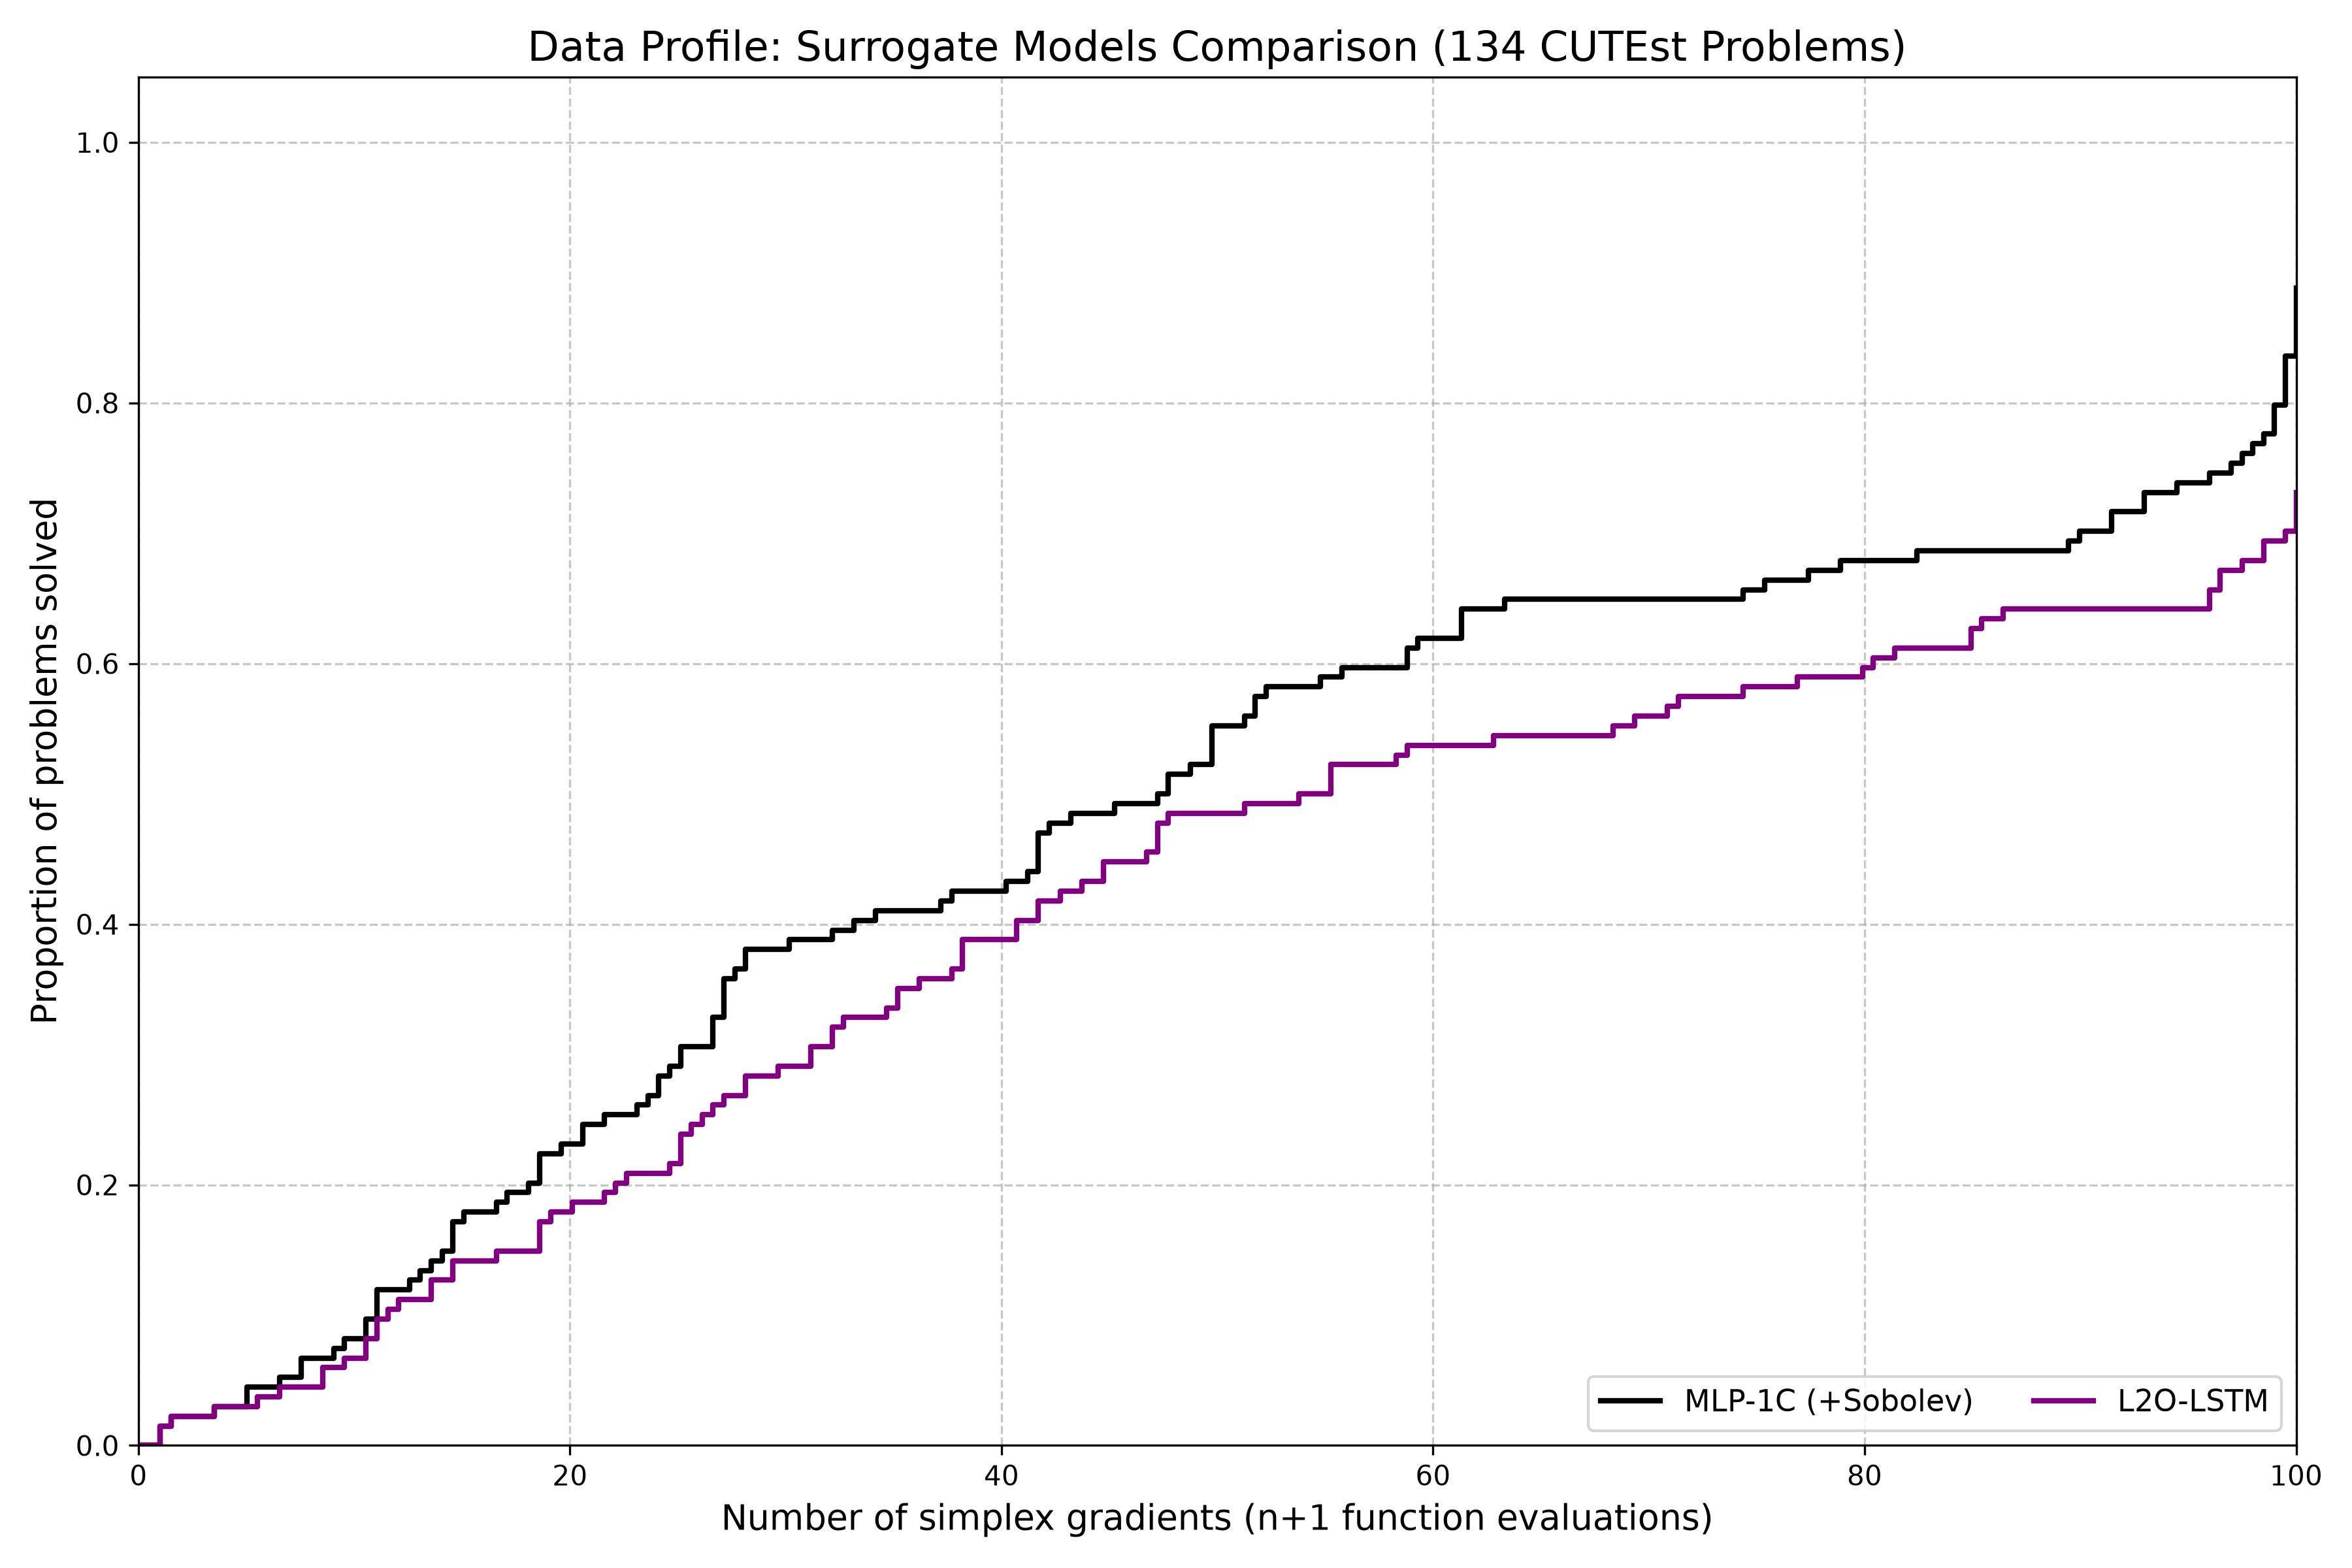 Data Profile: Surrogate Models Comparison (134 CUTEst Problems)
Proportion of problems solved
1.0
0.8
0.6
0.4
0.2
0.0
0 20 40 60 80 100
Number of simplex gradients (n+1 function evaluations)
MLP-1C (+Sobolev) L2O-LSTM